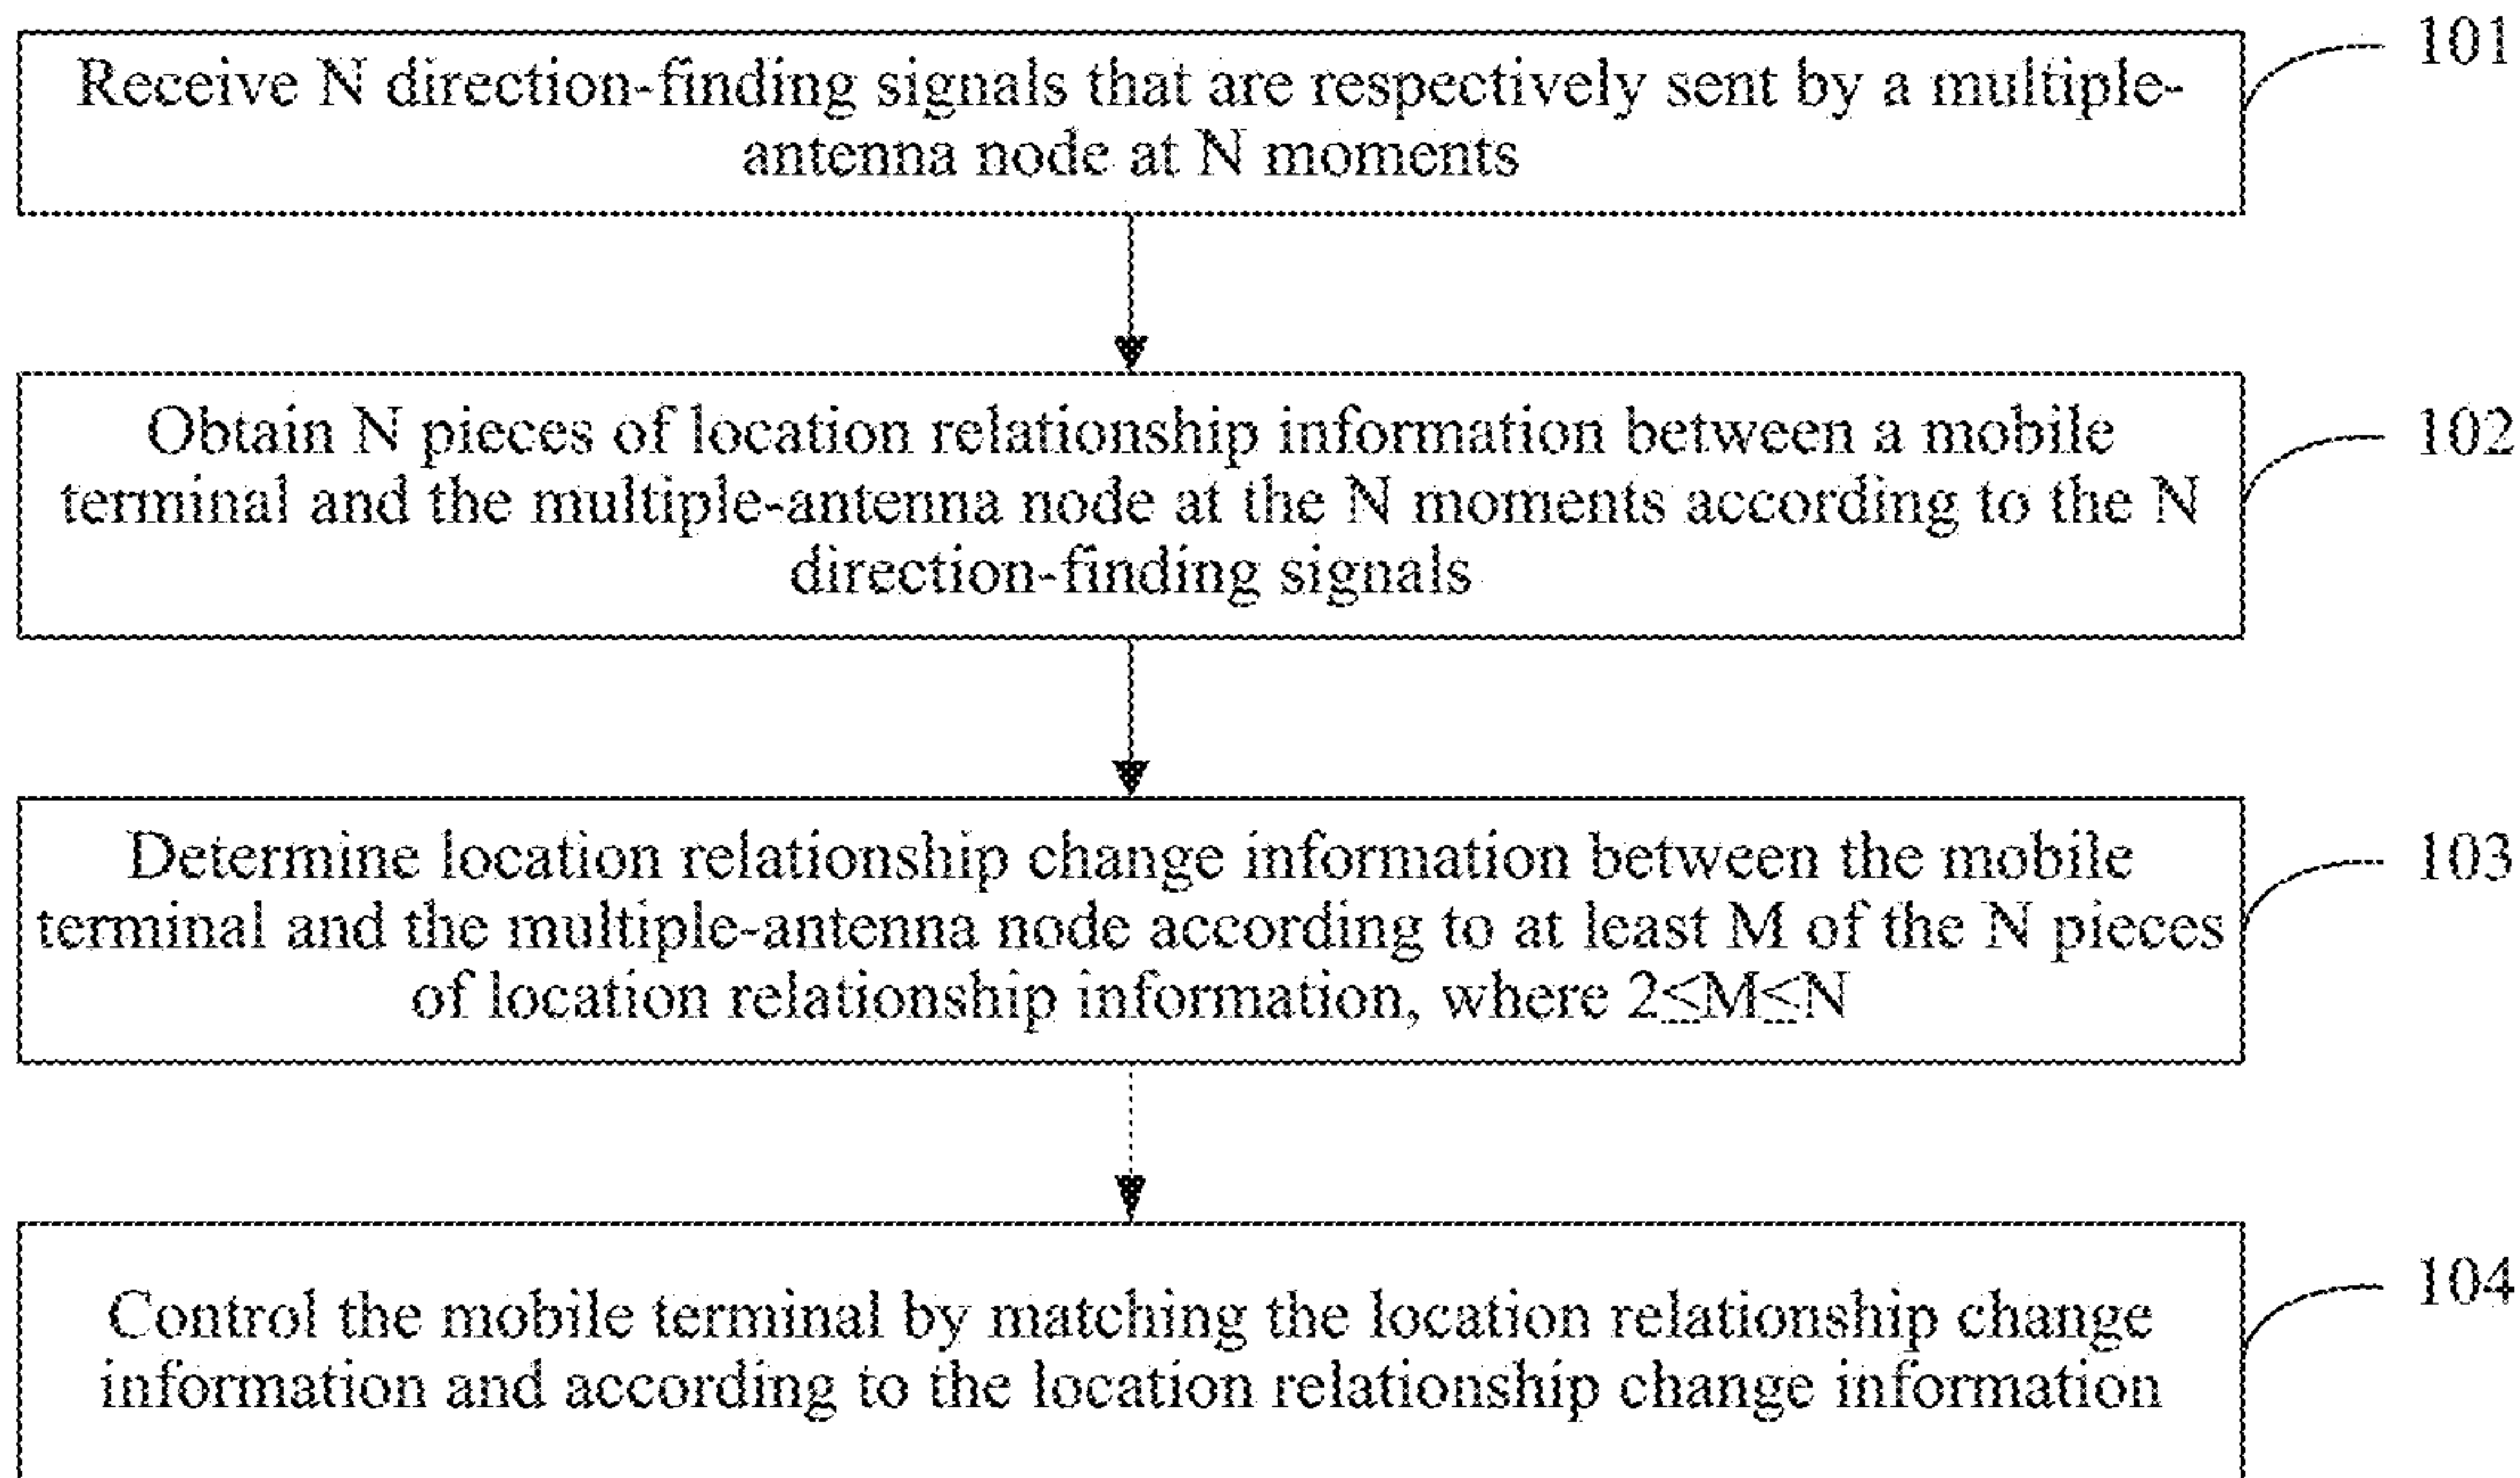 101
Receive N direction-finding signals that are respectively sent by a multiple-
antenna node at N moments
102
Obtain N pieces of location relationship information between a mobile
terminal and the multiple-antenna node at the N moments according to the N
direction-finding signals
103
Determine location relationship change information between the mobile
terminal and the multiple-antenna node according to at least M of the N pieces
of location relationship information, where 2≤M≤N
104
Control the mobile terminal by matching the location relationship change
information and according to the location relationship change information